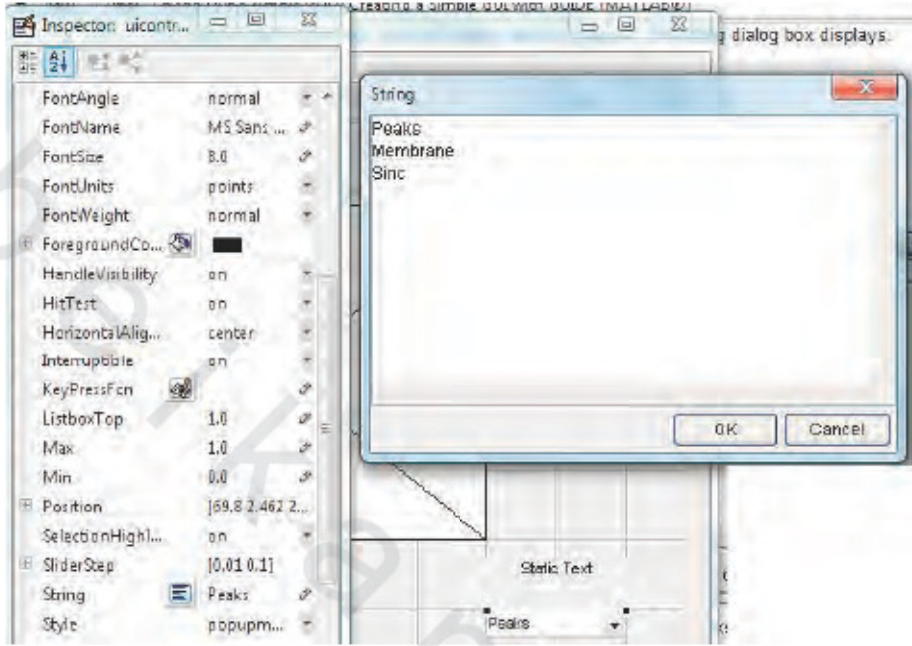 Creating a Simple GUI with GUIDE (MATLAB®)
Inspector: uicontr...
g dialog box displays.
FontAngle normal
FontName MS Sans ...
FontSize 8.0
FontUnits points
FontWeight normal
ForegroundCo...
HandleVisibility on
HitTest on
HorizontalAlig... center
Interruptible on
KeyPressFcn
ListboxTop 1.0
Max 1.0
Min 0.0
Position [69.8 2.462 2...
SelectionHighl... on
SliderStep [0.01 0.1]
String Peaks
Style popupm...
String
Peaks
Membrane
Sinc
OK Cancel
Static Text
Peaks